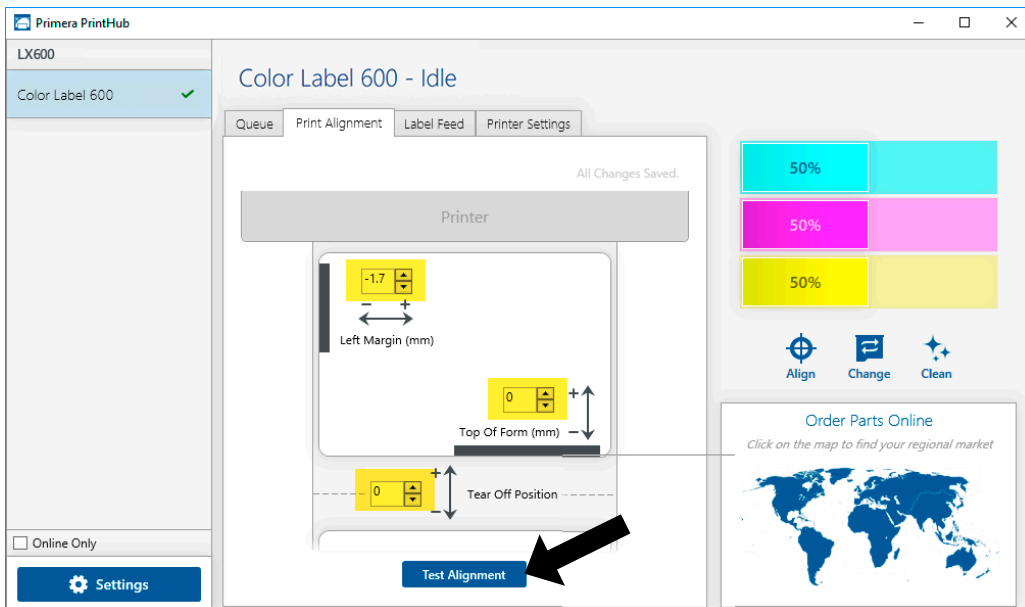 Primera PrintHub
LX600
Color Label 600
Color Label 600 - Idle
Queue Print Alignment Label Feed Printer Settings
All Changes Saved.
Printer
-1.7
- +
Left Margin (mm)
0
+
Top Of Form (mm) -
+
0
Tear Off Position
-
Test Alignment
50%
50%
50%
Align Change Clean
Order Parts Online
Click on the map to find your regional market
Online Only
Settings